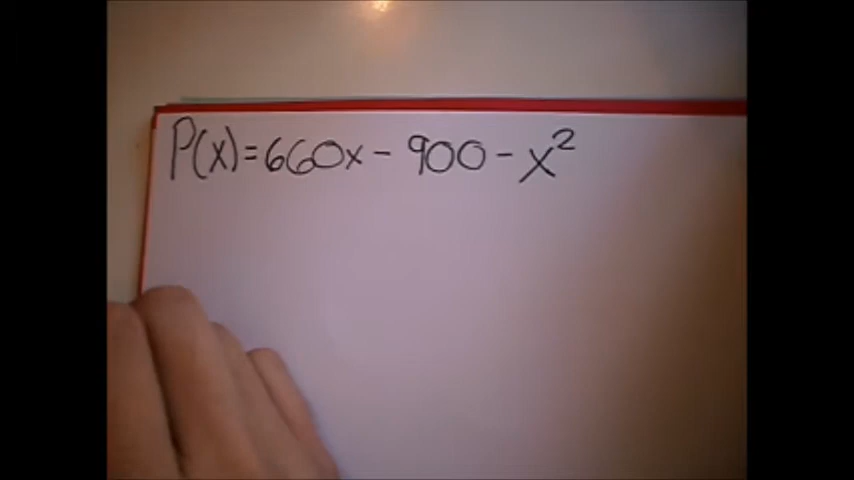 P(x)=660x - 900 - x²